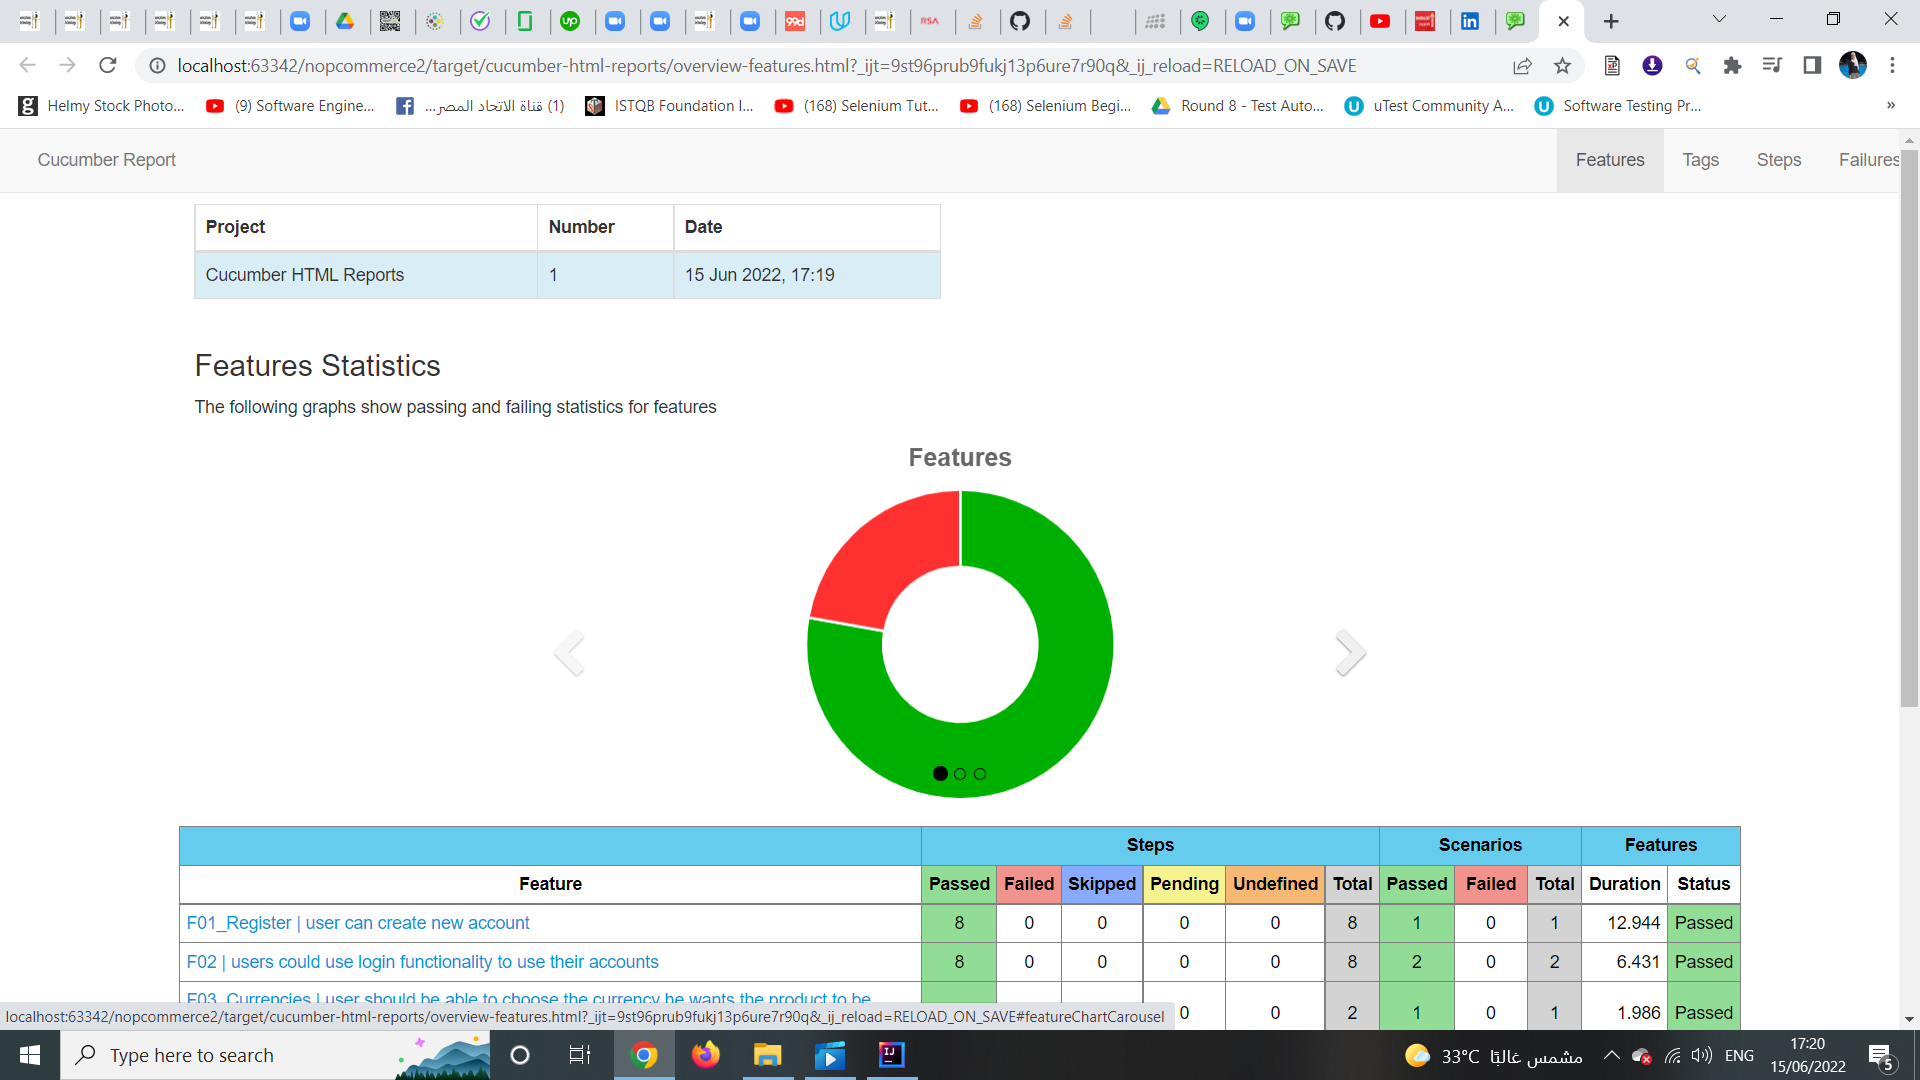 localhost:63342/nopcommerce2/target/cucumber-html-reports/overview-features.html?_ijt=9st96prub9fukj13p6ure7r90q&_ij_reload=RELOAD_ON_SAVE
Helmy Stock Photo... (9) Software Engine... (1) قناة الاتحاد المصر... ISTQB Foundation I... (168) Selenium Tut... (168) Selenium Begi... Round 8 - Test Auto... uTest Community A... Software Testing Pr... »
Cucumber Report Features Tags Steps Failures
Project Number Date
Cucumber HTML Reports 1 15 Jun 2022, 17:19
Features Statistics
The following graphs show passing and failing statistics for features
Features
Steps Scenarios Features
Feature Passed Failed Skipped Pending Undefined Total Passed Failed Total Duration Status
F01_Register | user can create new account 8 0 0 0 0 8 1 0 1 12.944 Passed
F02 | users could use login functionality to use their accounts 8 0 0 0 0 8 2 0 2 6.431 Passed
F03_Currencies | user should be able to choose the currency he wants the product to be
0 0 2 1 0 1 1.986 Passed
localhost:63342/nopcommerce2/target/cucumber-html-reports/overview-features.html?_ijt=9st96prub9fukj13p6ure7r90q&_ij_reload=RELOAD_ON_SAVE#featureChartCarousel
Type here to search 33°C مشمس غالبًا ENG 17:20
15/06/2022 5